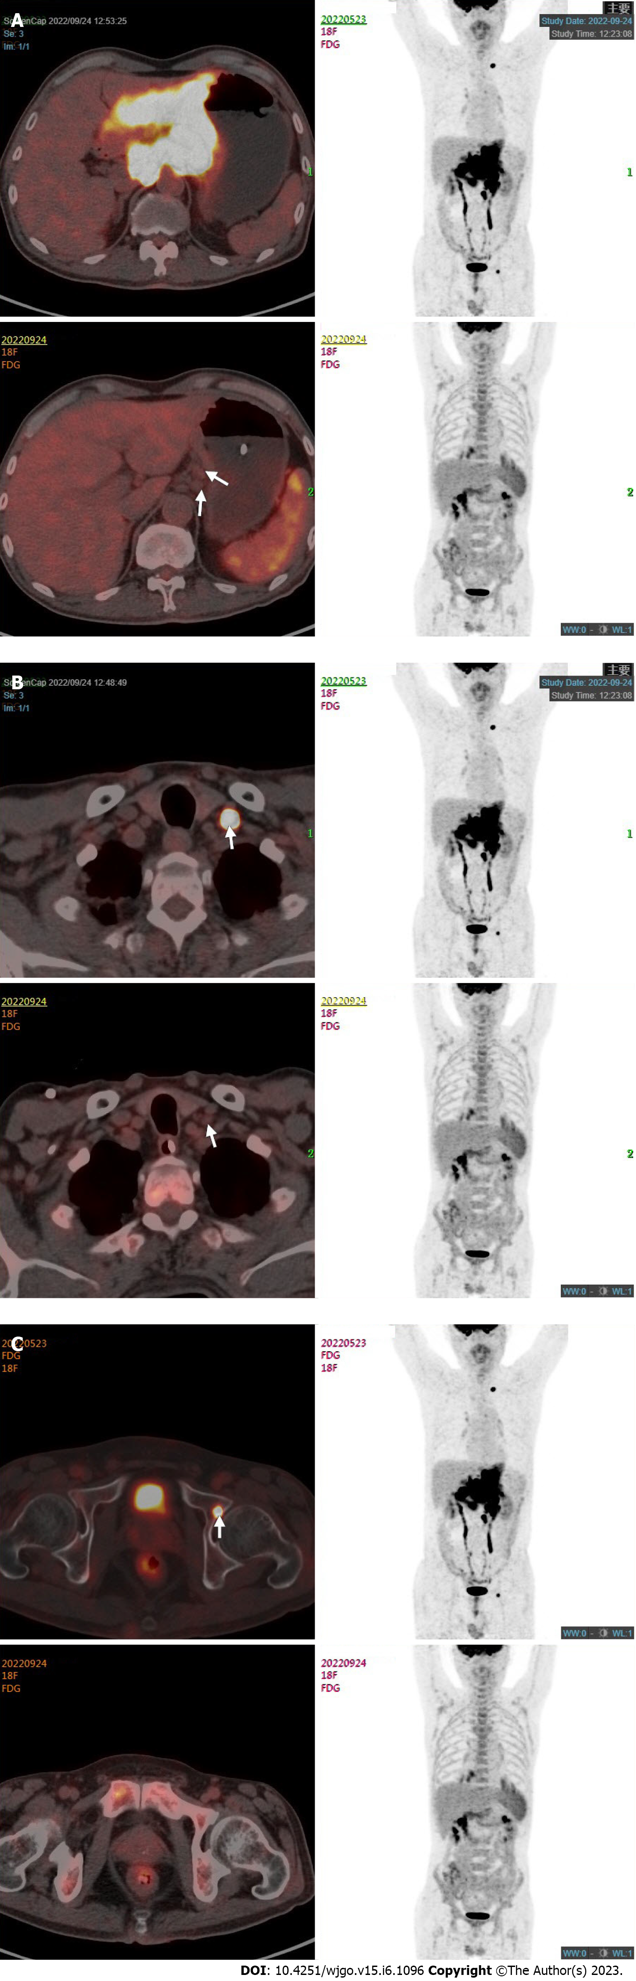 A
ScreenCap 2022/09/24 12:53:25
Se: 3
Im: 1/1
1
20220523
18F
FDG
主要
Study Date: 2022-09-24
Study Time: 12:23:08
1
20220924
18F
FDG
2
20220924
18F
FDG
2
WW:0 - WL:1
B
ScreenCap 2022/09/24 12:48:49
Se: 3
Im: 1/1
1
20220523
18F
FDG
主要
Study Date: 2022-09-24
Study Time: 12:23:08
1
20220924
18F
FDG
2
20220924
18F
FDG
2
WW:0 - WL:1
C
20220523
FDG
18F
20220523
FDG
18F
WW:0 - WL:1
20220924
18F
FDG
20220924
18F
FDG
WW:0 - WL:1
DOI: 10.4251/wjgo.v15.i6.1096 Copyright ©The Author(s) 2023.